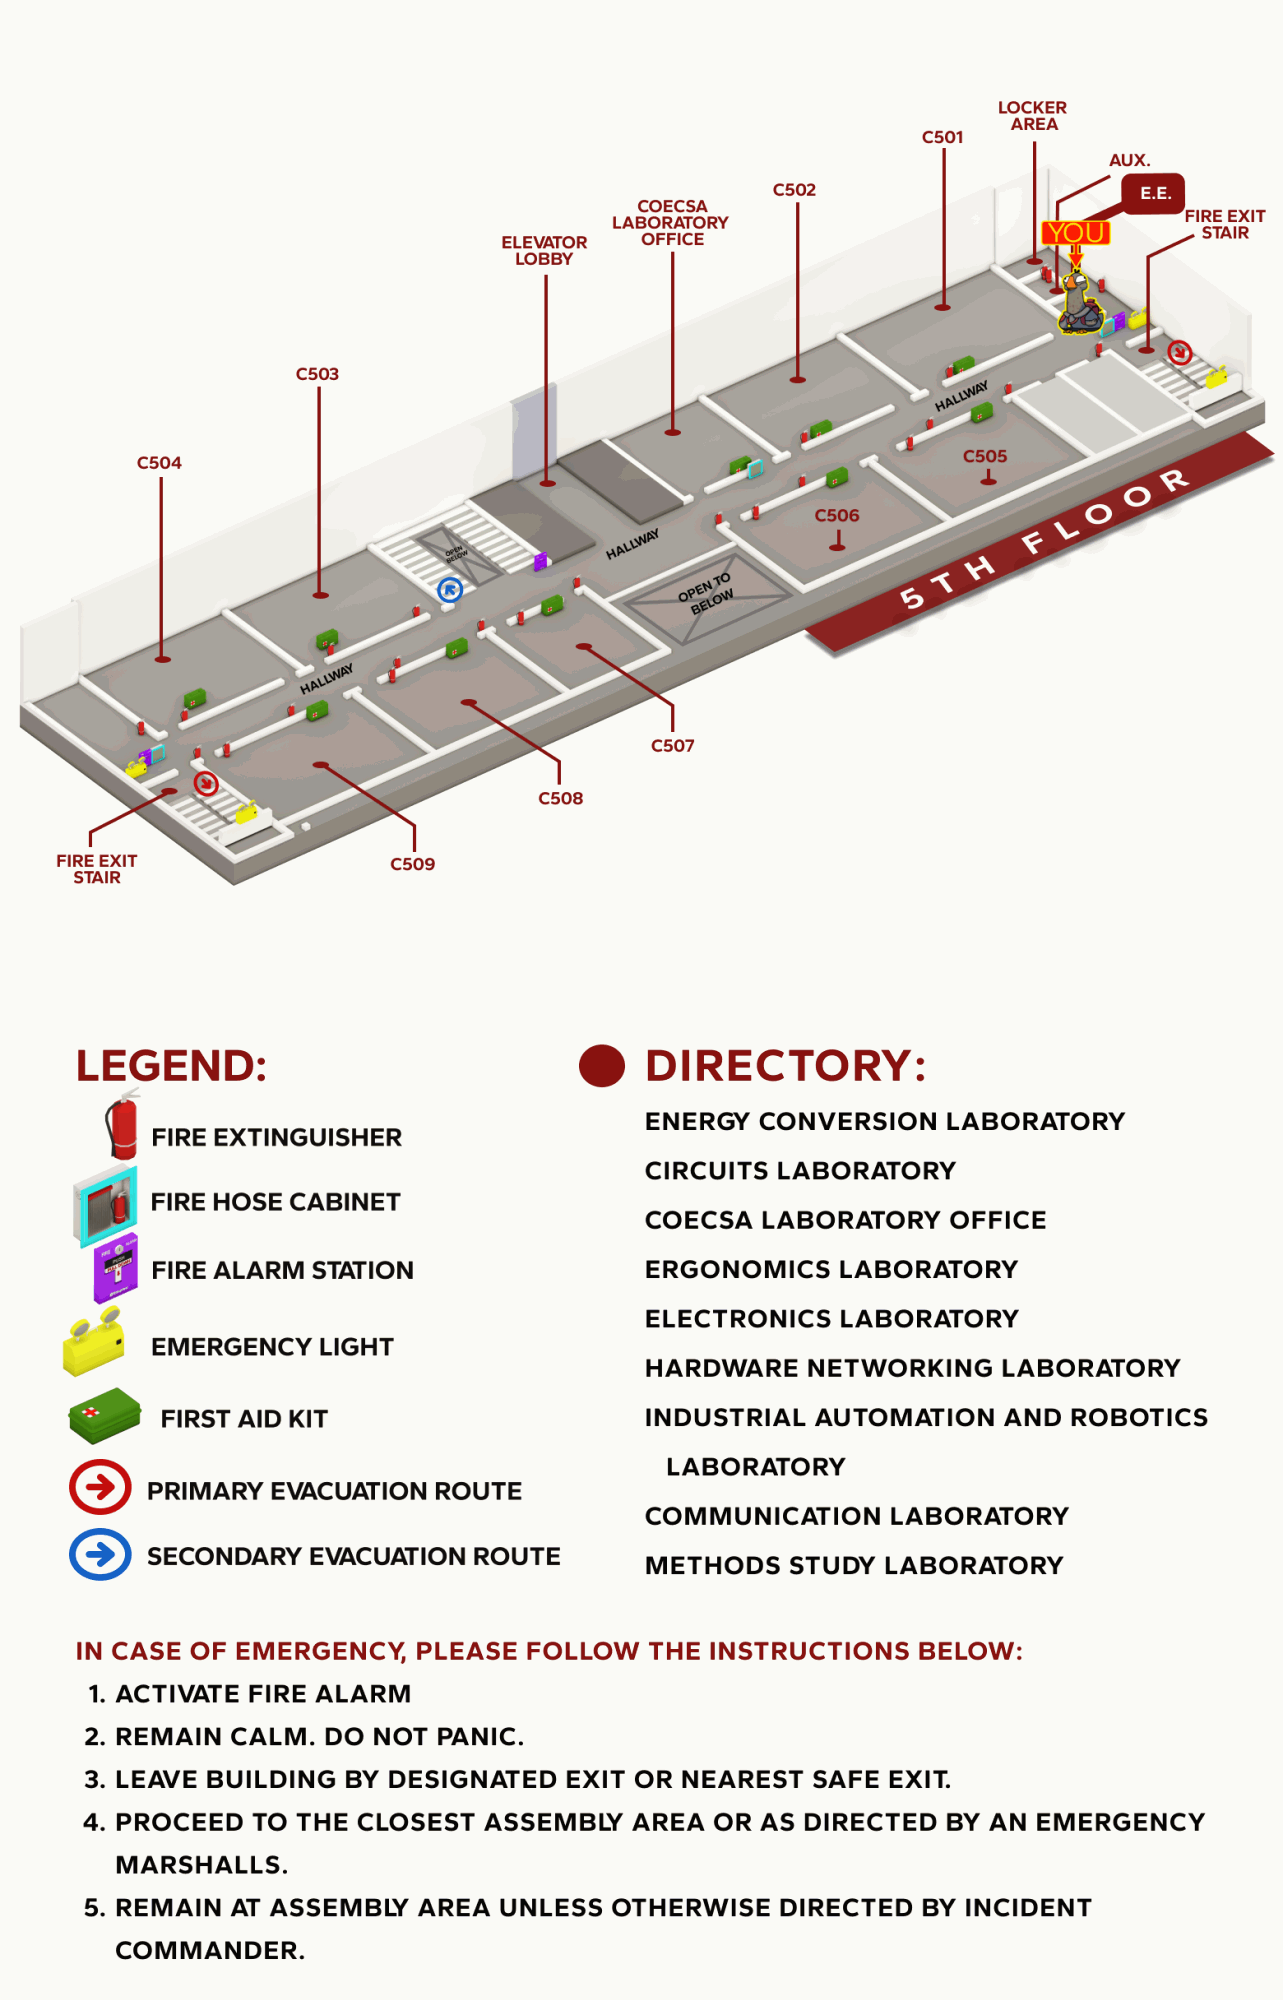 LOCKER
AREA
C501
AUX.
E.E.
FIRE EXIT
STAIR
YOU
C502
COECSA
LABORATORY
OFFICE
ELEVATOR
LOBBY
C503
C504
HALLWAY
C505
C506
5TH FLOOR
HALLWAY
OPEN
BELOW
OPEN TO
BELOW
HALLWAY
C507
C508
C509
FIRE EXIT
STAIR
LEGEND:
FIRE EXTINGUISHER
FIRE HOSE CABINET
FIRE ALARM STATION
EMERGENCY LIGHT
FIRST AID KIT
PRIMARY EVACUATION ROUTE
SECONDARY EVACUATION ROUTE
DIRECTORY:
ENERGY CONVERSION LABORATORY
CIRCUITS LABORATORY
COECSA LABORATORY OFFICE
ERGONOMICS LABORATORY
ELECTRONICS LABORATORY
HARDWARE NETWORKING LABORATORY
INDUSTRIAL AUTOMATION AND ROBOTICS
LABORATORY
COMMUNICATION LABORATORY
METHODS STUDY LABORATORY
IN CASE OF EMERGENCY, PLEASE FOLLOW THE INSTRUCTIONS BELOW:
1. ACTIVATE FIRE ALARM
2. REMAIN CALM. DO NOT PANIC.
3. LEAVE BUILDING BY DESIGNATED EXIT OR NEAREST SAFE EXIT.
4. PROCEED TO THE CLOSEST ASSEMBLY AREA OR AS DIRECTED BY AN EMERGENCY
MARSHALLS.
5. REMAIN AT ASSEMBLY AREA UNLESS OTHERWISE DIRECTED BY INCIDENT
COMMANDER.